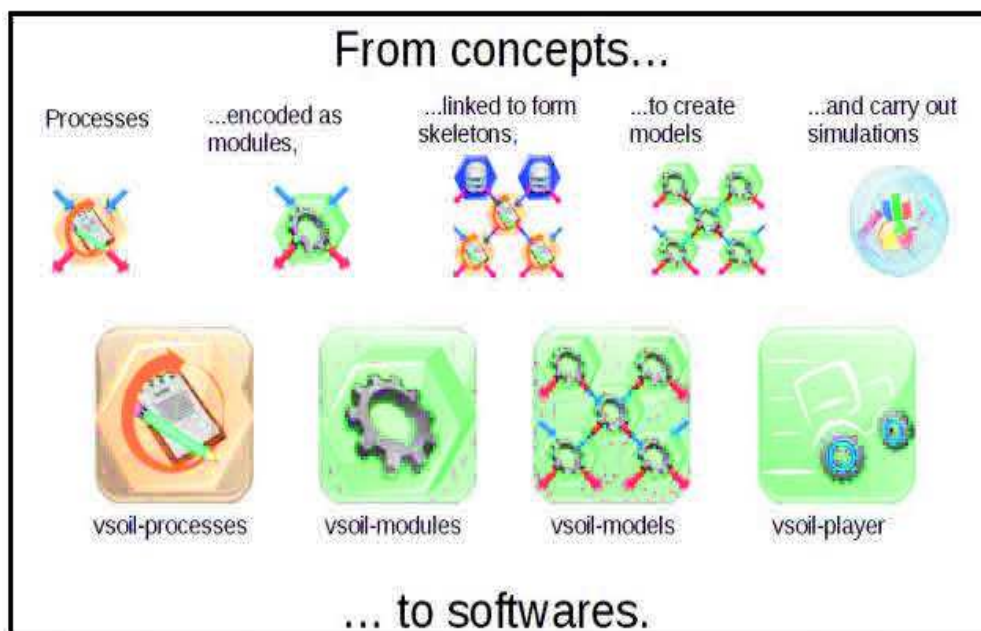 From concepts...
Processes
...encoded as
modules,
...linked to form
skeletons,
...to create
models
...and carry out
simulations
vsoil-processes
vsoil-modules
vsoil-models
vsoil-player
... to softwares.